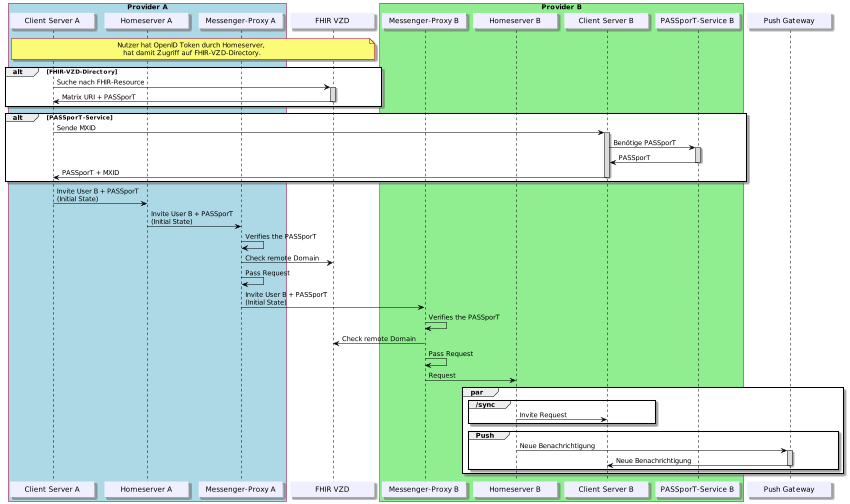 Provider A
Provider B
Client Server A
Homeserver A
Messenger-Proxy A
FHIR VZD
Messenger-Proxy B
Homeserver B
Client Server B
PASSporT-Service B
Push Gateway
Nutzer hat OpenID Token durch Homeserver,
hat damit Zugriff auf FHIR-VZD-Directory.
alt [FHIR-VZD-Directory]
Suche nach FHIR-Resource
Matrix URI + PASSporT
alt [PASSporT-Service]
Sende MXID
Benötige PASSporT
PASSporT
PASSporT + MXID
Invite User B + PASSporT
(Initial State)
Invite User B + PASSporT
(Initial State)
Verifies the PASSporT
Check remote Domain
Pass Request
Invite User B + PASSporT
(Initial State)
Verifies the PASSporT
Check remote Domain
Pass Request
Request
par
/sync
Invite Request
Push
Neue Benachrichtigung
Neue Benachrichtigung
Client Server A
Homeserver A
Messenger-Proxy A
FHIR VZD
Messenger-Proxy B
Homeserver B
Client Server B
PASSporT-Service B
Push Gateway